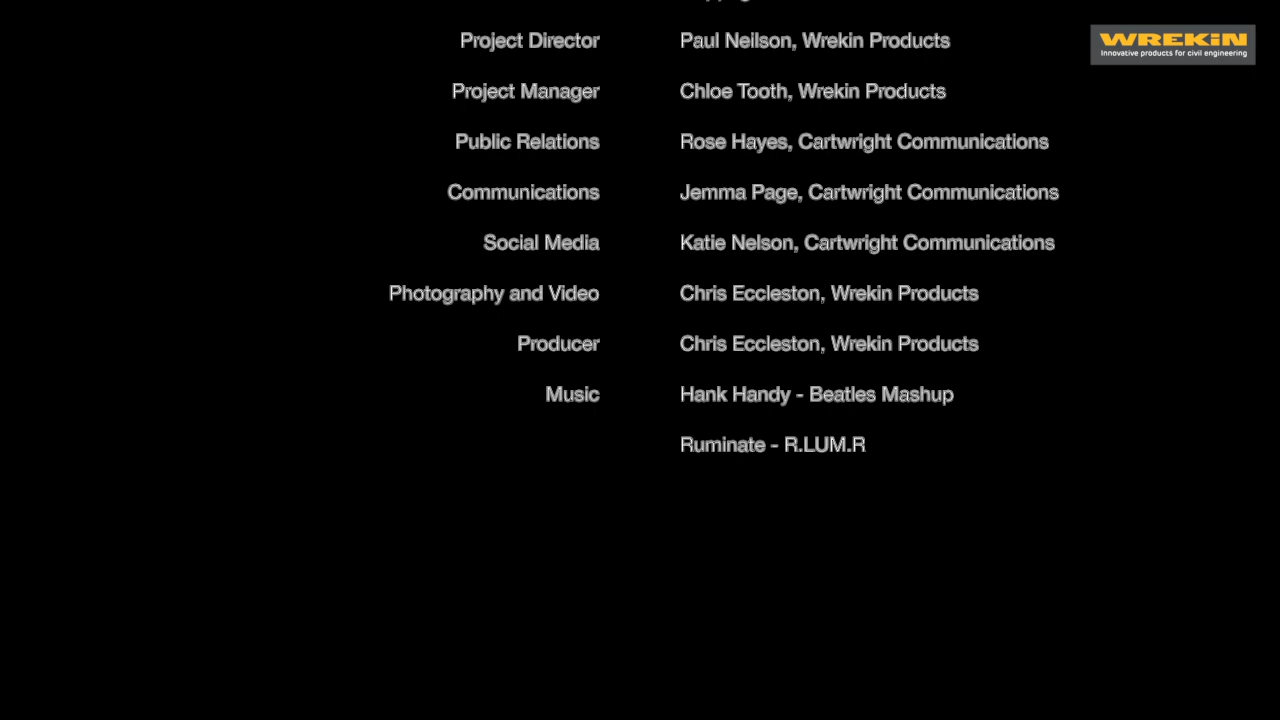 Project Director Paul Neilson, Wrekin Products
WREKiN
Innovative products for civil engineering
Project Manager Chloe Tooth, Wrekin Products
Public Relations Rose Hayes, Cartwright Communications
Communications Jemma Page, Cartwright Communications
Social Media Katie Nelson, Cartwright Communications
Photography and Video Chris Eccleston, Wrekin Products
Producer Chris Eccleston, Wrekin Products
Music Hank Handy - Beatles Mashup
Ruminate - R.LUM.R